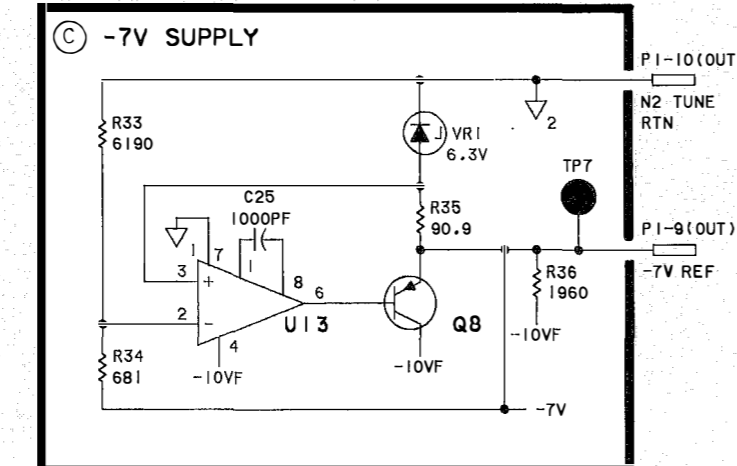 C -7V SUPPLY
P1-10(OUT
N2 TUNE
RTN
2
R33
6190
VR1
6.3V
TP7
C25
1000PF
R35
90.9
P1-9(OUT)
-7V REF
1
7
1
8
3
+
6
2
-
4
U13
Q8
R36
1960
-10VF
R34
681
-10VF
-10VF
-7V